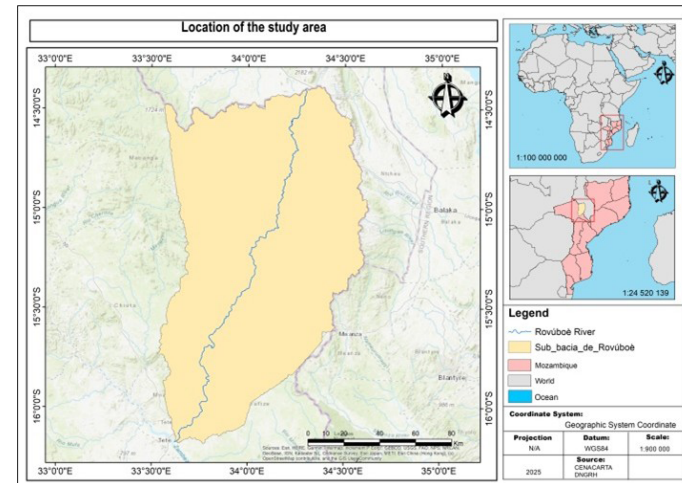 Location of the study area
33°0'0"E 33°30'0"E 34°0'0"E 34°30'0"E 35°0'0"E
14°30'0"S
15°0'0"S
15°30'0"S
16°0'0"S
14°30'0"S
15°0'0"S
15°30'0"S
16°0'0"S
Balaka
SOUTHERN REGION
Mwanza
Blantyre
Tete
0 10 20 40 60 80
Km
33°0'0"E 33°30'0"E 34°0'0"E 34°30'0"E 35°0'0"E
1:100 000 000
1:24 520 139
Legend
Rovúboè River
Sub_bacia_de_Rovúboè
Mozambique
World
Ocean
Coordinate System:
Geographic System Coordinate
Projection Datum: Scale:
N/A WGS84 1:900 000
2025 Source:
CENACARTA
DNGRH